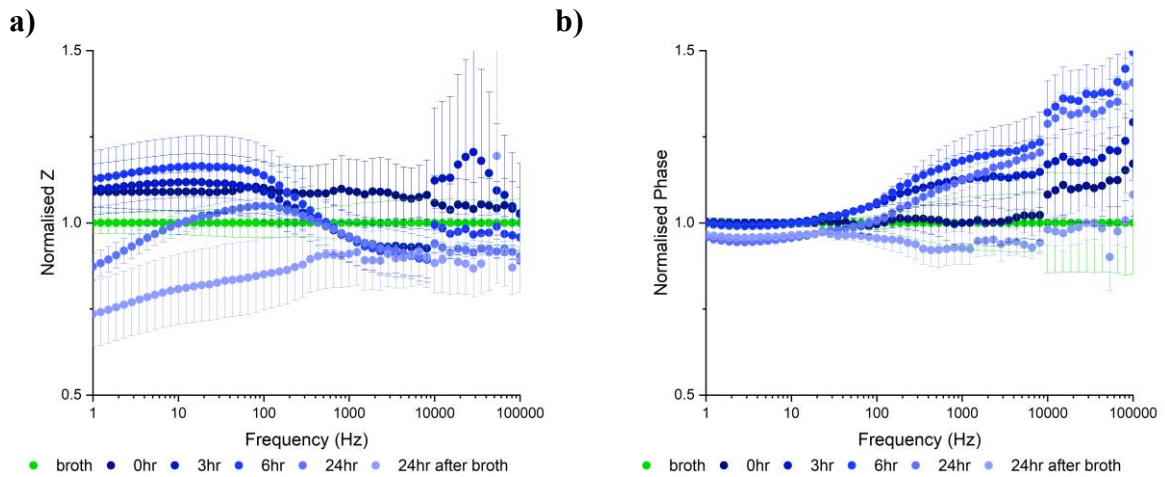 a)
1.5
1.0
0.5
Normalised Z
1
10
100
1000
10000
100000
Frequency (Hz)
broth 0hr 3hr 6hr 24hr 24hr after broth
b)
1.5
1.0
0.5
Normalised Phase
1
10
100
1000
10000
100000
Frequency (Hz)
broth 0hr 3hr 6hr 24hr 24hr after broth